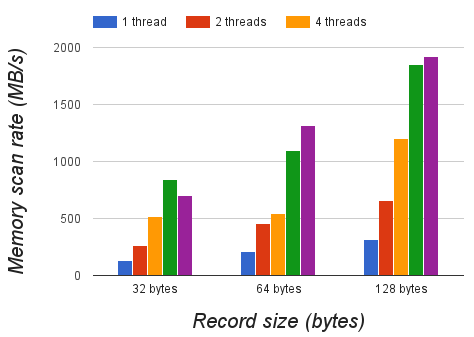 1 thread 2 threads 4 threads
Memory scan rate (MB/s)
2000
1500
1000
500
0
32 bytes 64 bytes 128 bytes
Record size (bytes)